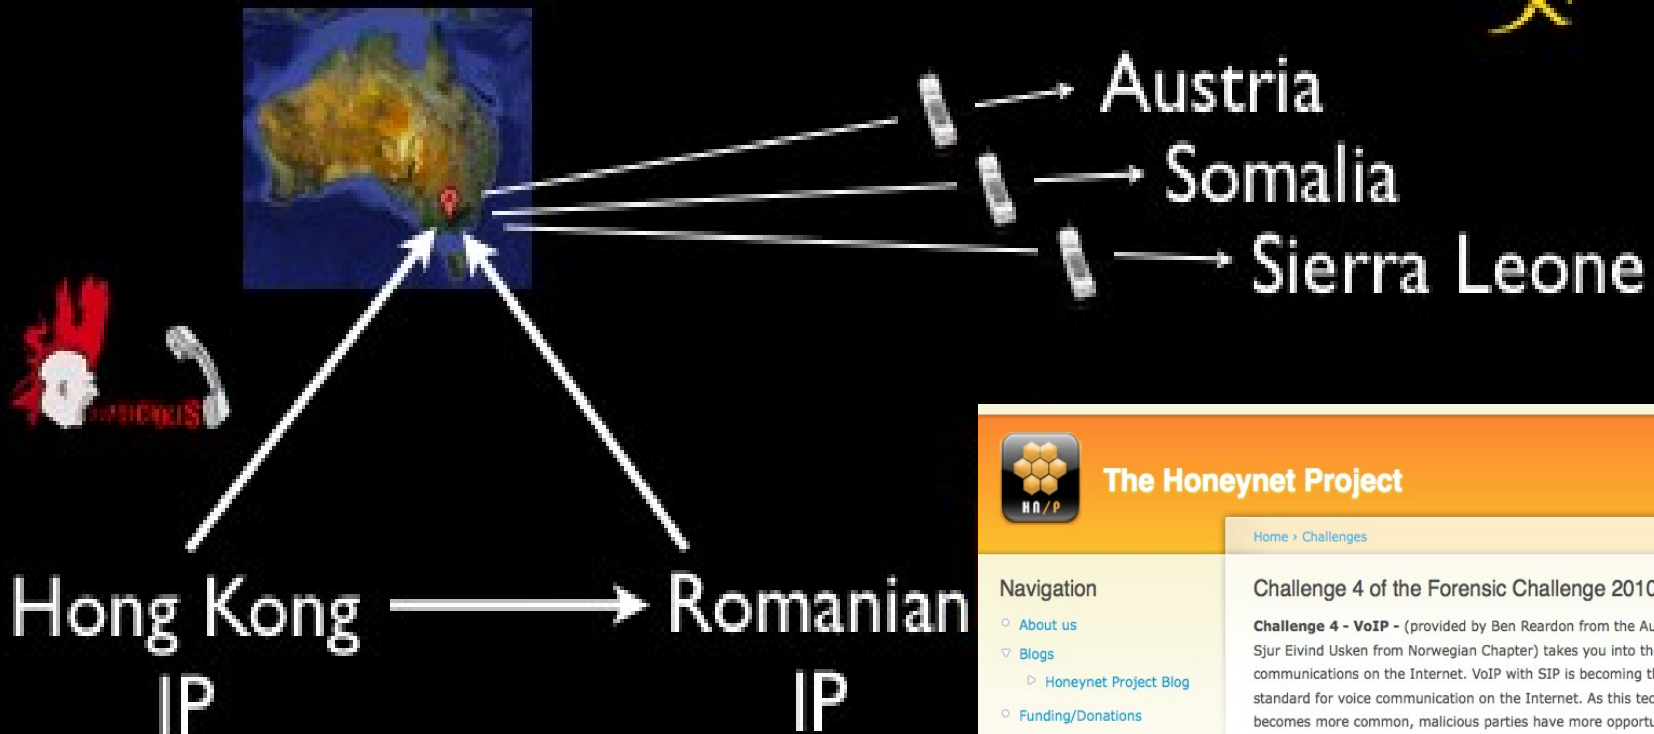 Austria
Somalia
Sierra Leone
Hong Kong
IP
Romanian
IP
HN/P
The Honeynet Project
Home › Challenges
Navigation
About us
Blogs
Honeynet Project Blog
Funding/Donations
Challenge 4 of the Forensic Challenge 2010
Challenge 4 - VoIP - (provided by Ben Reardon from the Au
Sjur Eivind Usken from Norwegian Chapter) takes you into th
communications on the Internet. VoIP with SIP is becoming th
standard for voice communication on the Internet. As this tec
becomes more common, malicious parties have more opportu